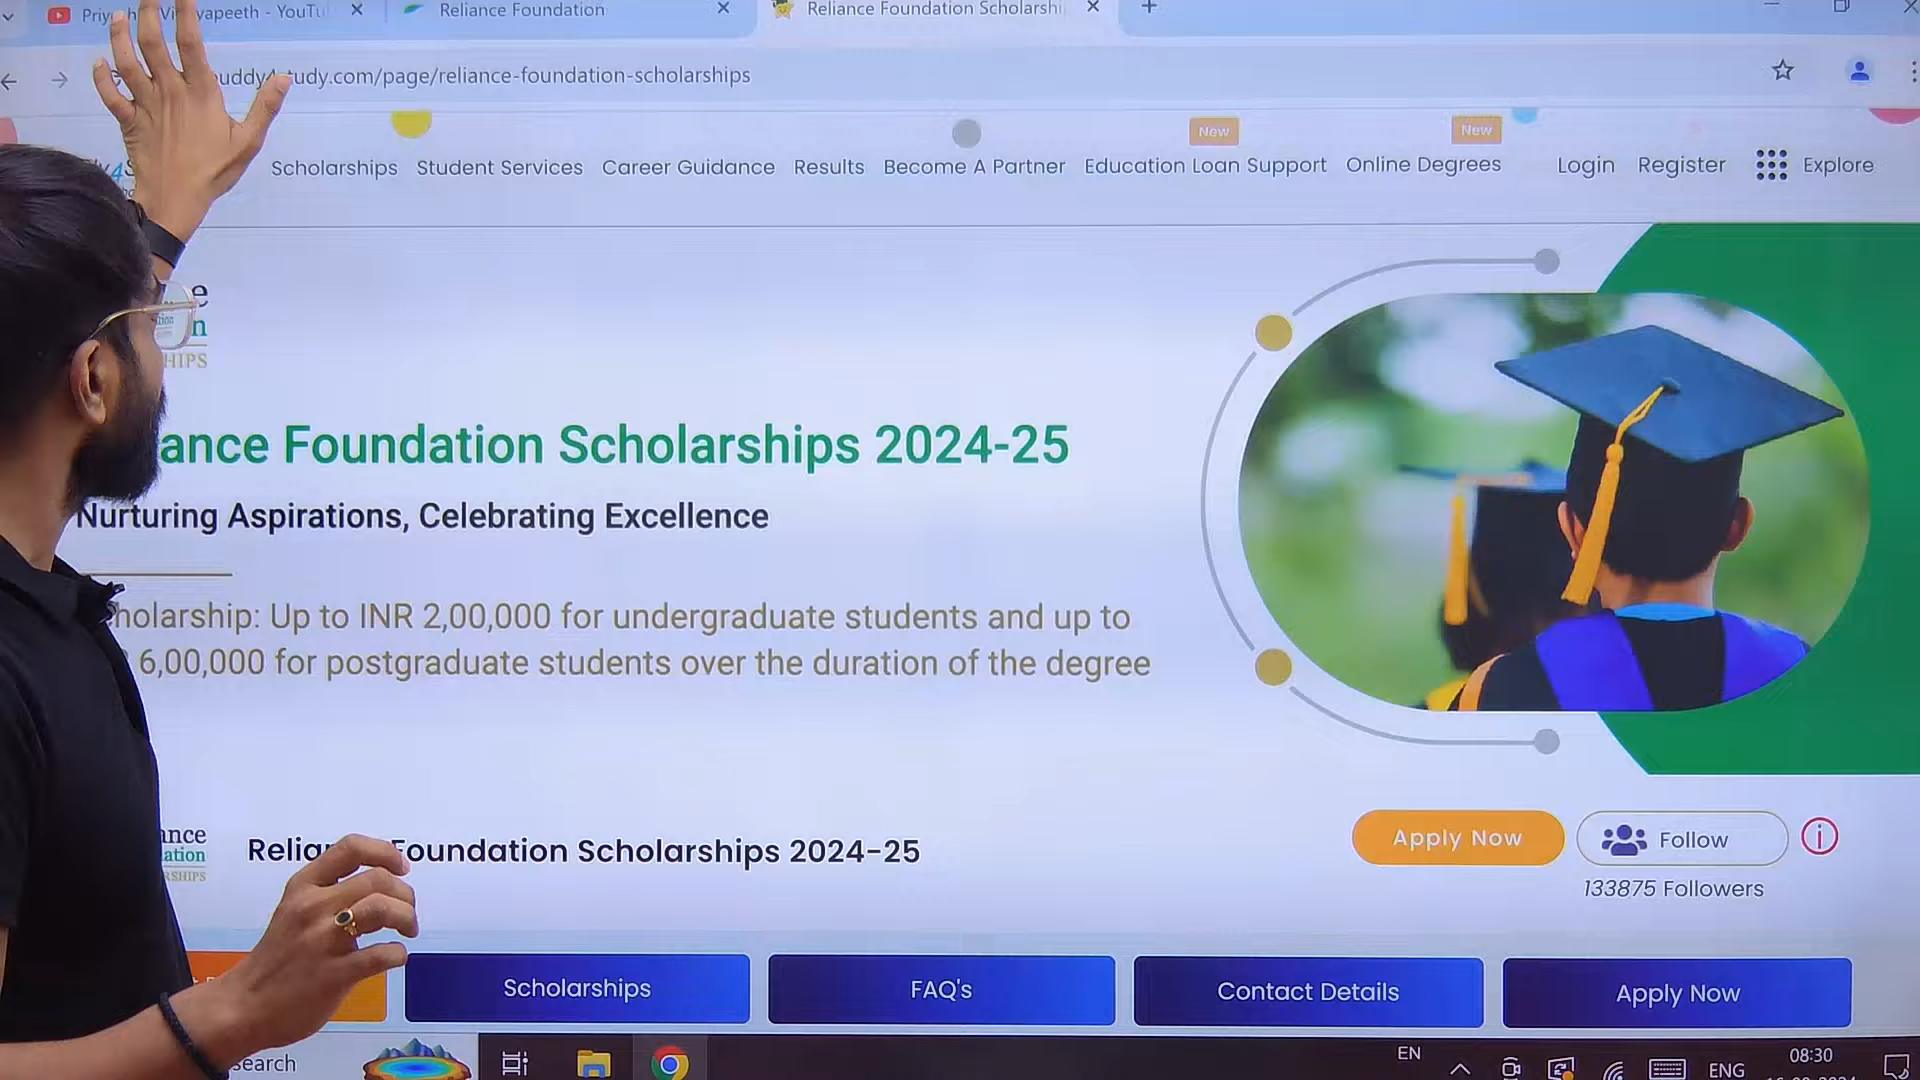 Reliance Foundation
Reliance Foundation Scholarshi
udy.com/page/reliance-foundation-scholarships
New
New
Scholarships Student Services Career Guidance Results Become A Partner Education Loan Support Online Degrees Login Register Explore
Foundation Scholarships 2024-25
Nurturing Aspirations, Celebrating Excellence
Up to INR 2,00,000 for undergraduate students and up to
6,00,000 for postgraduate students over the duration of the degree
Foundation Scholarships 2024-25
Apply Now
Follow
133875 Followers
Scholarships
FAQ's
Contact Details
Apply Now
EN
ENG
08:30